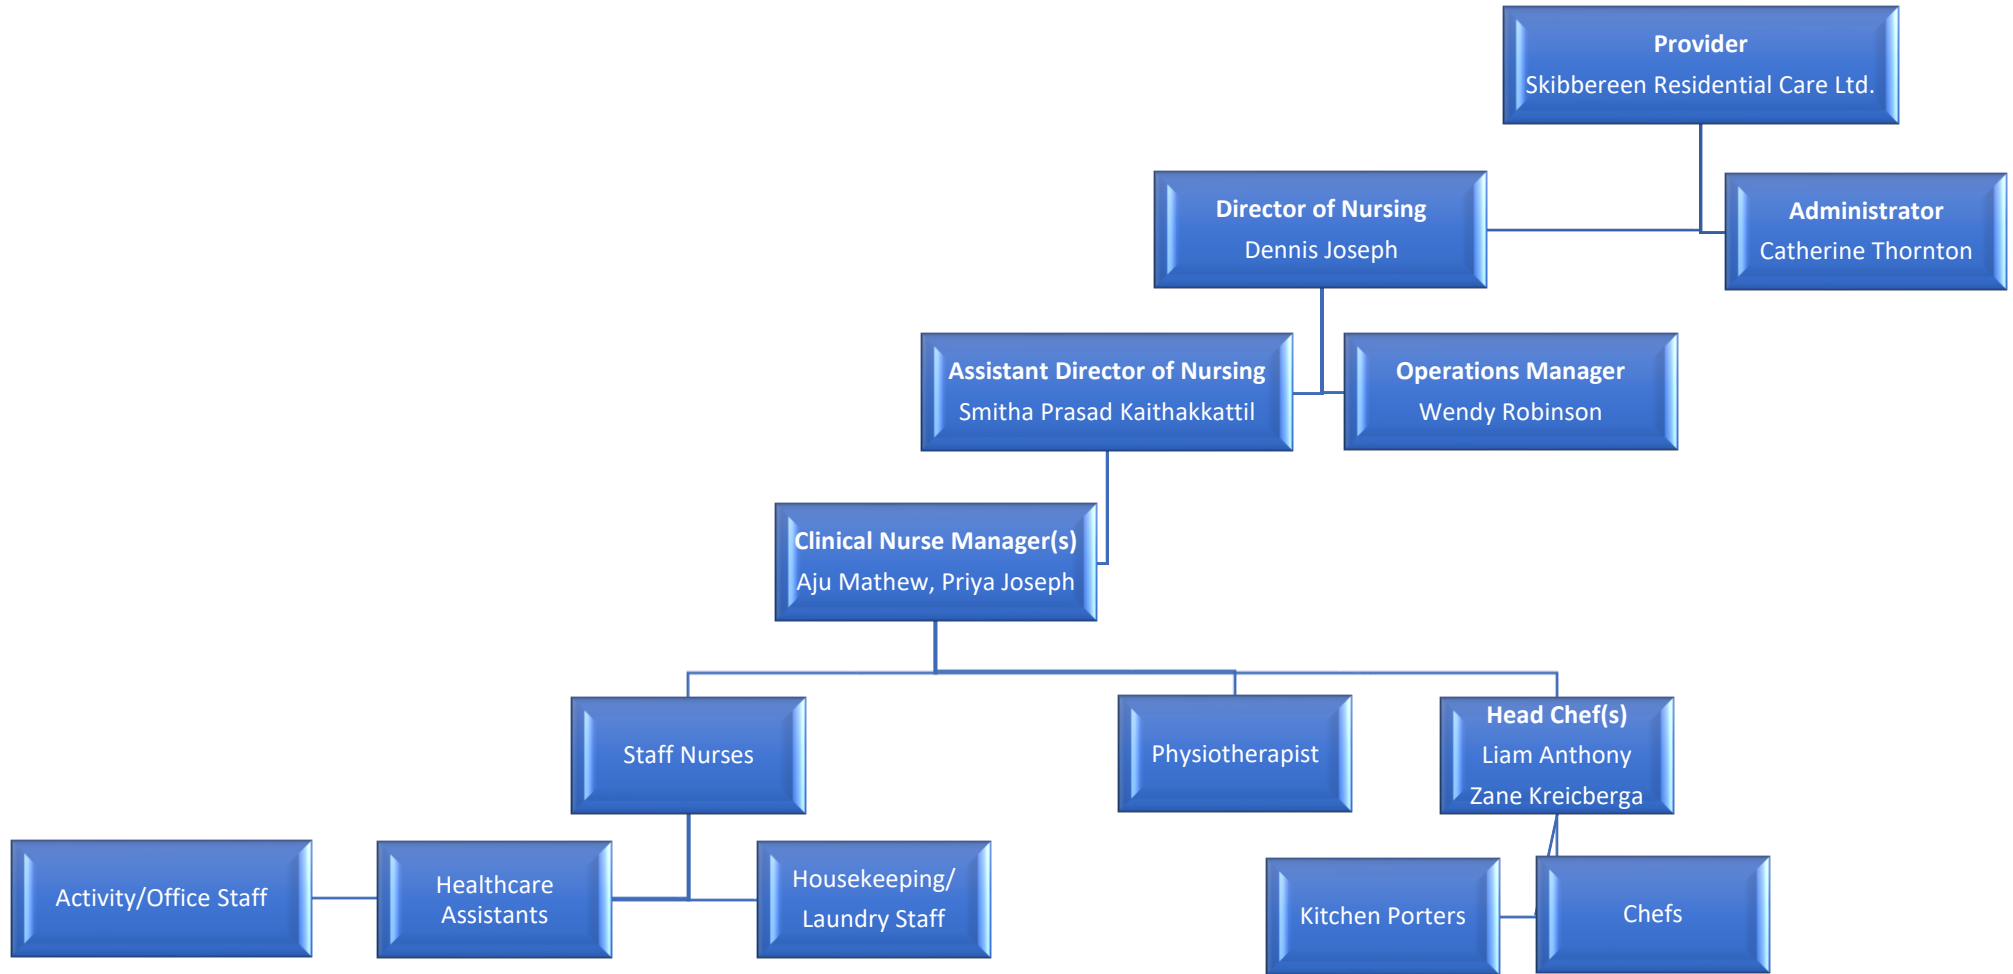 Provider
Skibbereen Residential Care Ltd.
Director of Nursing
Dennis Joseph
Administrator
Catherine Thornton
Assistant Director of Nursing
Smitha Prasad Kaithakkattil
Operations Manager
Wendy Robinson
Clinical Nurse Manager(s)
Aju Mathew, Priya Joseph
Staff Nurses
Physiotherapist
Head Chef(s)
Liam Anthony
Zane Kreicberga
Activity/Office Staff
Healthcare
Assistants
Housekeeping/
Laundry Staff
Kitchen Porters
Chefs